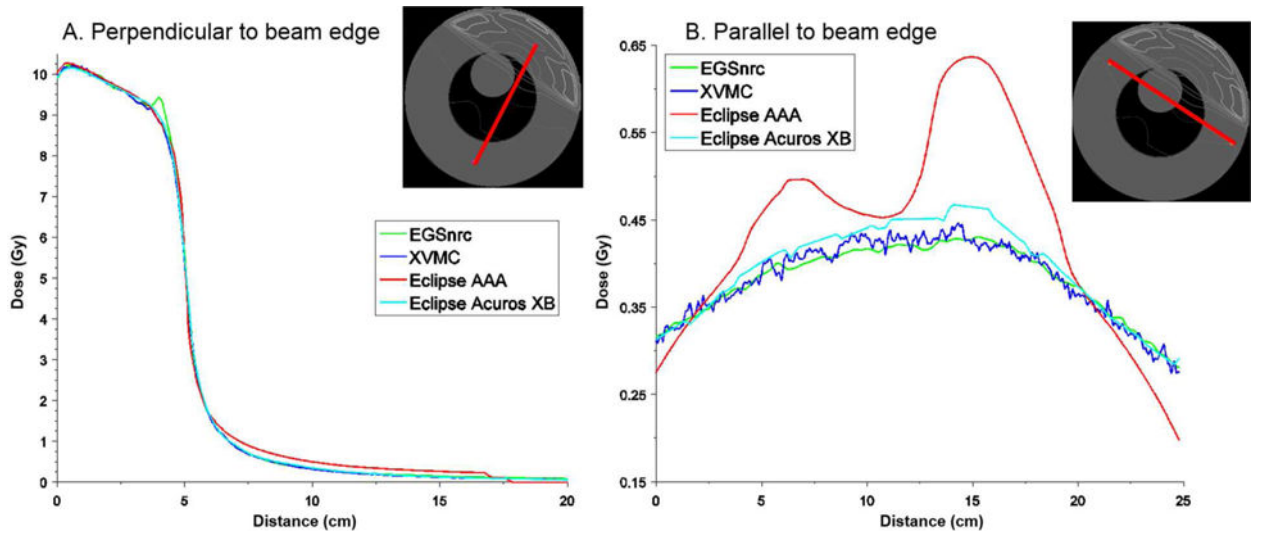 A. Perpendicular to beam edge
10
9
8
7
6
5
4
3
2
1
0
Dose (Gy)
EGSnrc
XVMC
Eclipse AAA
Eclipse Acuros XB
0
5
10
15
20
Distance (cm)
B. Parallel to beam edge
0.65
0.55
0.45
0.35
0.25
0.15
Dose (Gy)
EGSnrc
XVMC
Eclipse AAA
Eclipse Acuros XB
0
5
10
15
20
25
Distance (cm)